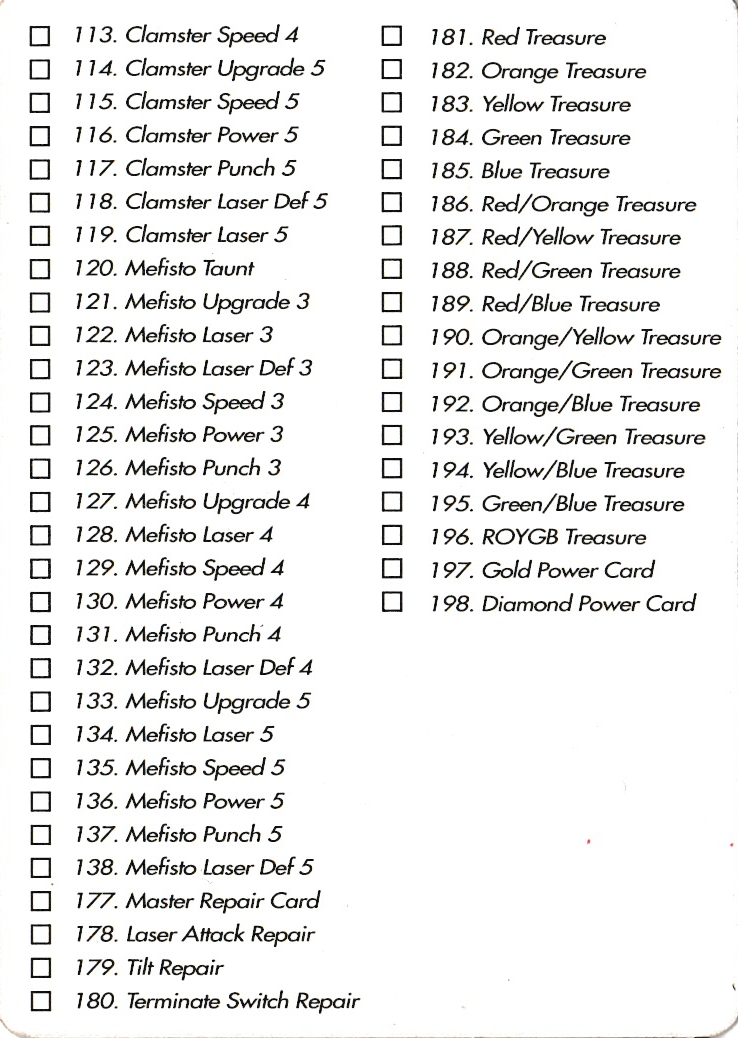 113. Clamster Speed 4
114. Clamster Upgrade 5
115. Clamster Speed 5
116. Clamster Power 5
117. Clamster Punch 5
118. Clamster Laser Def 5
119. Clamster Laser 5
120. Mefisto Taunt
121. Mefisto Upgrade 3
122. Mefisto Laser 3
123. Mefisto Laser Def 3
124. Mefisto Speed 3
125. Mefisto Power 3
126. Mefisto Punch 3
127. Mefisto Upgrade 4
128. Mefisto Laser 4
129. Mefisto Speed 4
130. Mefisto Power 4
131. Mefisto Punch 4
132. Mefisto Laser Def 4
133. Mefisto Upgrade 5
134. Mefisto Laser 5
135. Mefisto Speed 5
136. Mefisto Power 5
137. Mefisto Punch 5
138. Mefisto Laser Def 5
177. Master Repair Card
178. Laser Attack Repair
179. Tilt Repair
180. Terminate Switch Repair
181. Red Treasure
182. Orange Treasure
183. Yellow Treasure
184. Green Treasure
185. Blue Treasure
186. Red/Orange Treasure
187. Red/Yellow Treasure
188. Red/Green Treasure
189. Red/Blue Treasure
190. Orange/Yellow Treasure
191. Orange/Green Treasure
192. Orange/Blue Treasure
193. Yellow/Green Treasure
194. Yellow/Blue Treasure
195. Green/Blue Treasure
196. ROYGB Treasure
197. Gold Power Card
198. Diamond Power Card